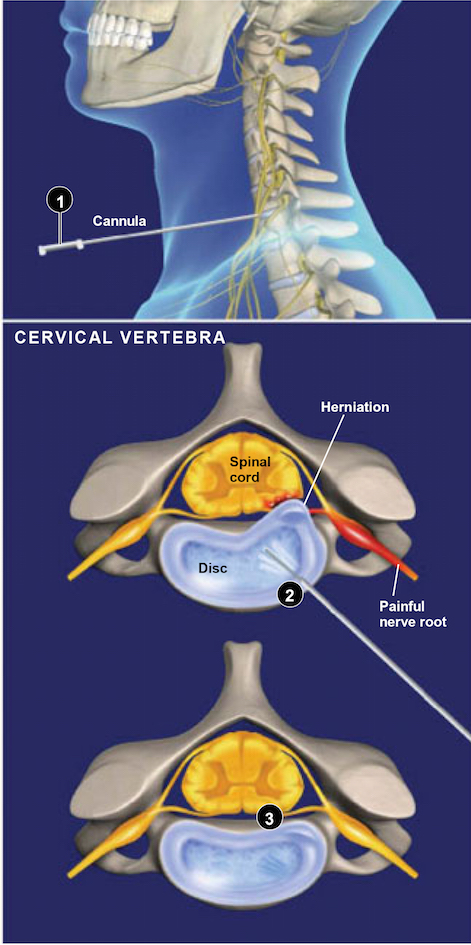 1
Cannula
CERVICAL VERTEBRA
Herniation
Spinal
cord
Disc
2
Painful
nerve root
3